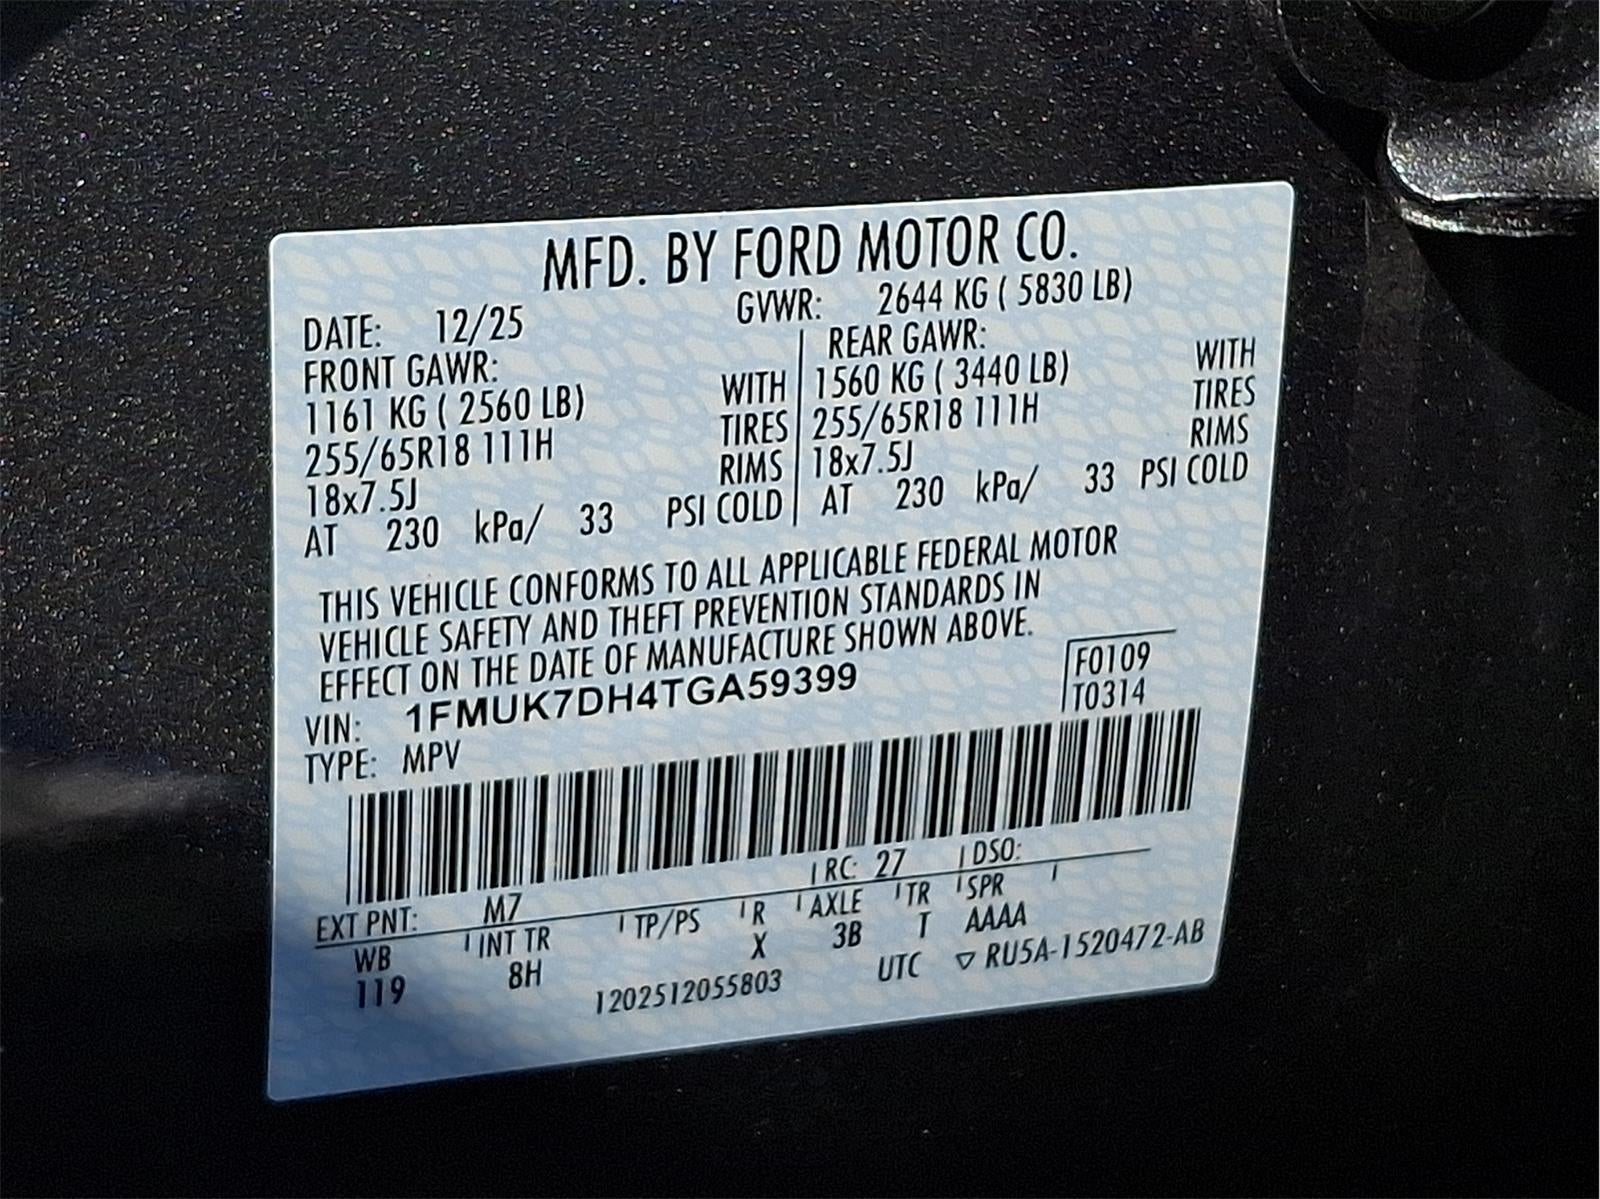 MFD. BY FORD MOTOR CO.
DATE: 12/25 GVWR: 2644 KG ( 5830 LB)
FRONT GAWR: REAR GAWR:
1161 KG ( 2560 LB) WITH 1560 KG ( 3440 LB) WITH
255/65R18 111H TIRES 255/65R18 111H TIRES
18x7.5J RIMS 18x7.5J RIMS
AT 230 kPa/ 33 PSI COLD AT 230 kPa/ 33 PSI COLD
THIS VEHICLE CONFORMS TO ALL APPLICABLE FEDERAL MOTOR
VEHICLE SAFETY AND THEFT PREVENTION STANDARDS IN
EFFECT ON THE DATE OF MANUFACTURE SHOWN ABOVE.
VIN: 1FMUK7DH4TGA59399 F0109
TYPE: MPV T0314
EXT PNT: M7 RC: 27 DSO:
WB INT TR TP/PS R AXLE TR SPR
119 8H X 3B T AAAA
1202512055803 UTC ▽ RU5A-1520472-AB